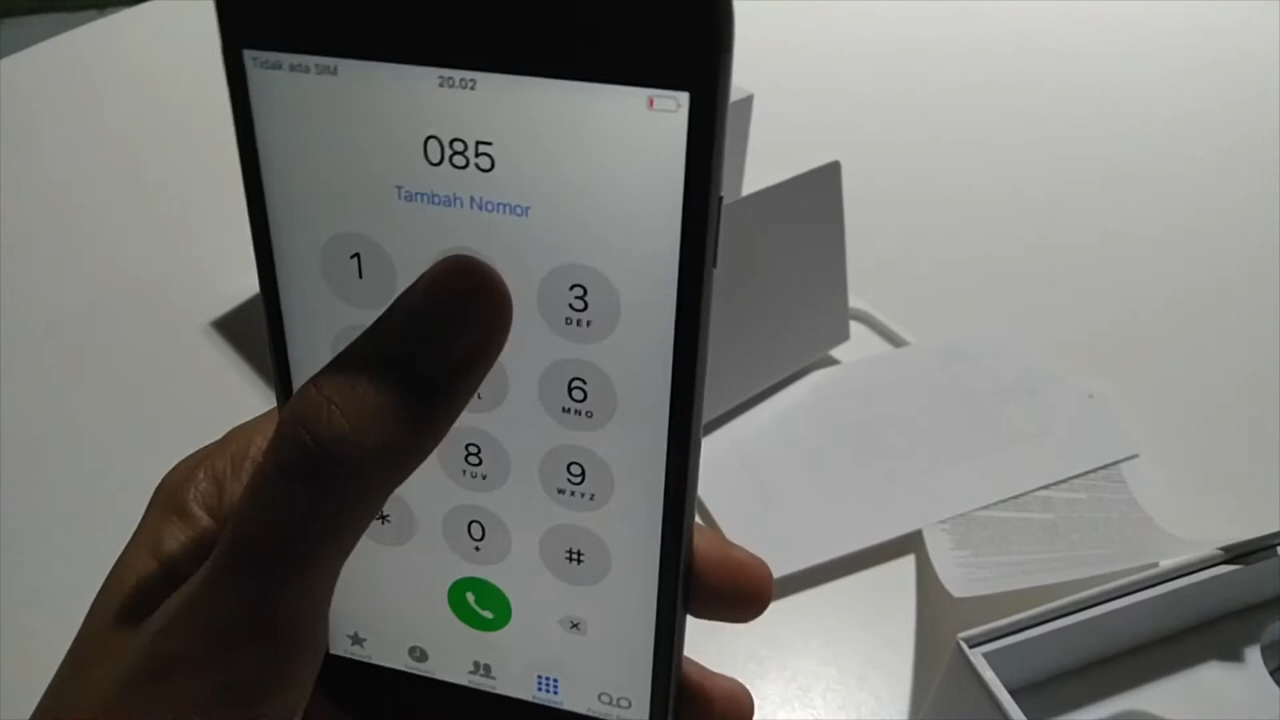 Tidak ada SIM
20.02
085
Tambah Nomor
1
3
DEF
6
MNO
8
TUV
9
WXYZ
*
0
+
#